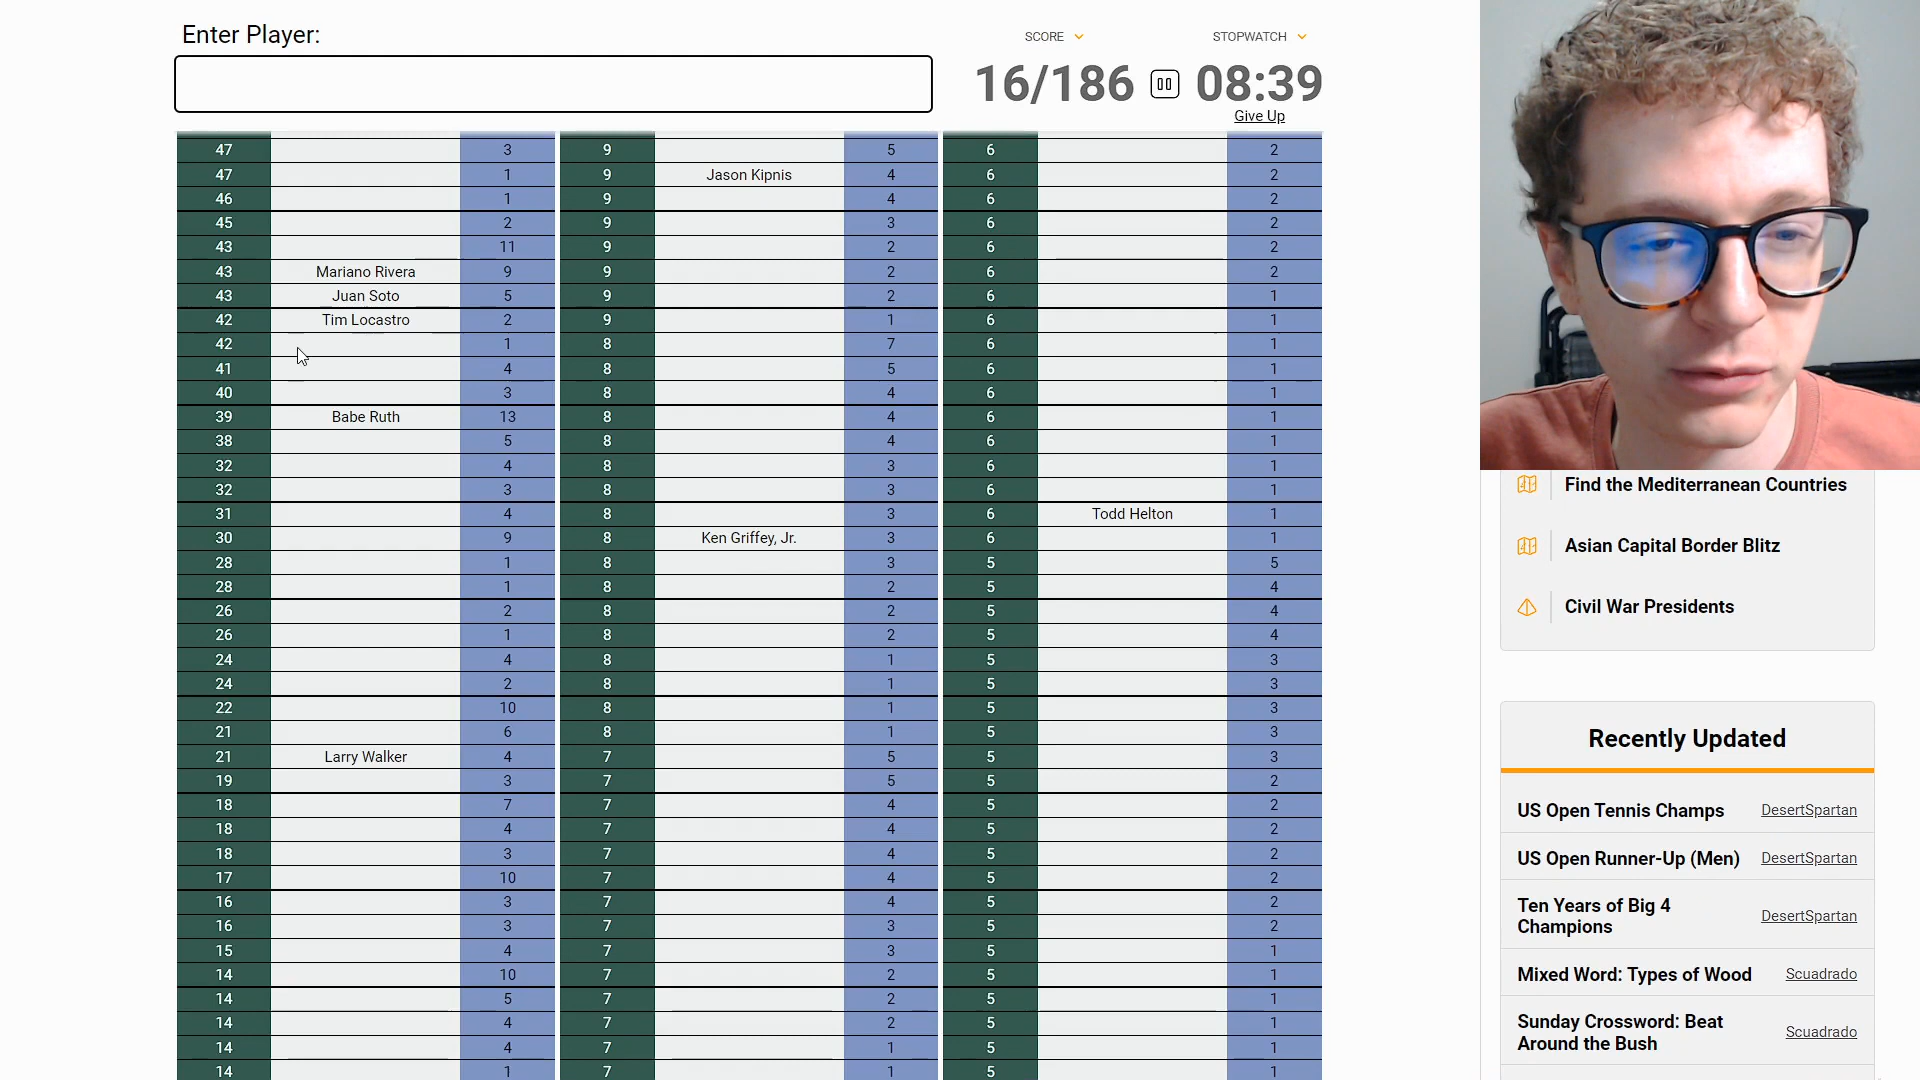 Enter Player:
SCORE
STOPWATCH
16/186
08:39
Give Up
47 3 9 5 6 2
47 1 9 Jason Kipnis 4 6 2
46 1 9 4 6 2
45 2 9 3 6 2
43 11 9 2 6 2
43 Mariano Rivera 9 9 2 6 2
43 Juan Soto 5 9 2 6 1
42 Tim Locastro 2 9 1 6 1
42 1 8 7 6 1
41 4 8 5 6 1
40 3 8 4 6 1
39 Babe Ruth 13 8 4 6 1
38 5 8 4 6 1
32 4 8 3 6 1
32 3 8 3 6 1
31 4 8 3 6 Todd Helton 1
30 9 8 Ken Griffey, Jr. 3 6 1
28 1 8 3 5 5
28 1 8 2 5 4
26 2 8 2 5 4
26 1 8 2 5 4
24 4 8 1 5 3
24 2 8 1 5 3
22 10 8 1 5 3
21 6 8 1 5 3
21 Larry Walker 4 7 5 5 3
19 3 7 5 5 2
18 7 7 4 5 2
18 4 7 4 5 2
18 3 7 4 5 2
17 10 7 4 5 2
16 3 7 4 5 2
16 3 7 3 5 2
15 4 7 3 5 1
14 10 7 2 5 1
14 5 7 2 5 1
14 4 7 2 5 1
14 4 7 1 5 1
14 1 7 1 5 1
Find the Mediterranean Countries
Asian Capital Border Blitz
Civil War Presidents
Recently Updated
US Open Tennis Champs DesertSpartan
US Open Runner-Up (Men) DesertSpartan
Ten Years of Big 4
Champions
DesertSpartan
Mixed Word: Types of Wood Scuadrado
Sunday Crossword: Beat
Around the Bush
Scuadrado